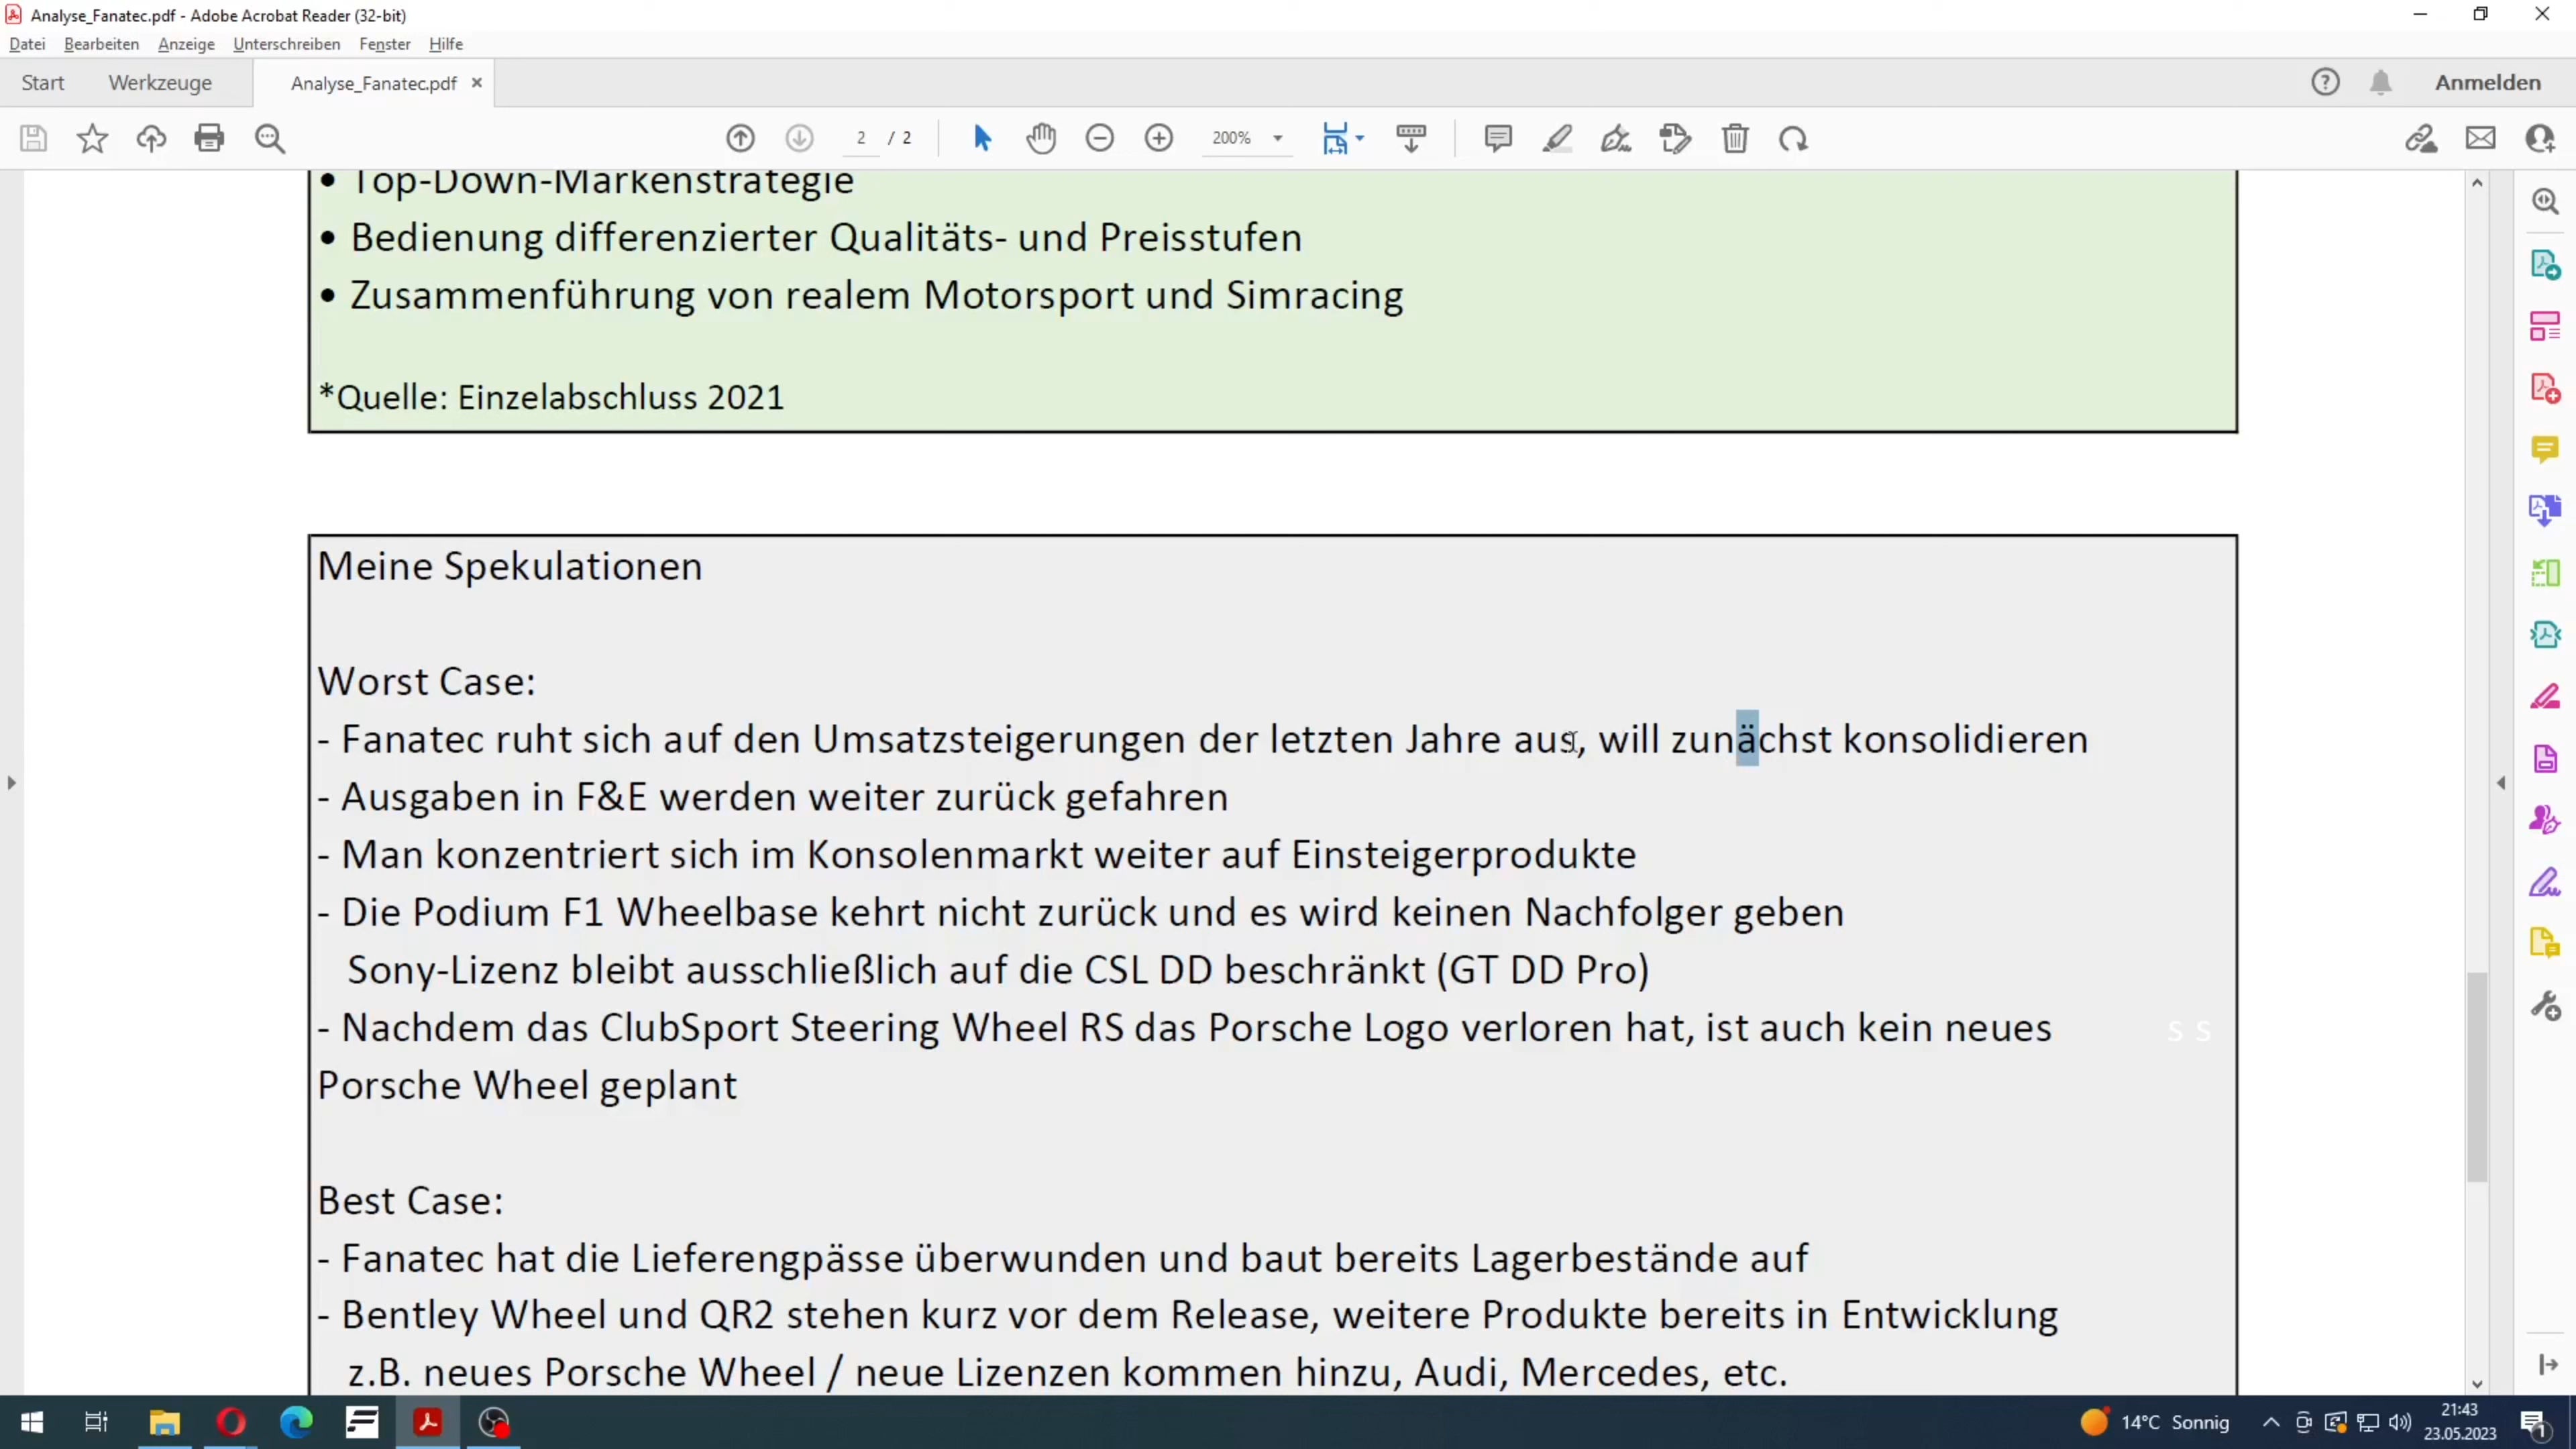 Analyse_Fanatec.pdf - Adobe Acrobat Reader (32-bit)
Datei Bearbeiten Anzeige Unterschreiben Fenster Hilfe
Start Werkzeuge Analyse_Fanatec.pdf × Anmelden
2 / 2 200%
• Top-Down-Markenstrategie
• Bedienung differenzierter Qualitäts- und Preisstufen
• Zusammenführung von realem Motorsport und Simracing
*Quelle: Einzelabschluss 2021
Meine Spekulationen
Worst Case:
- Fanatec ruht sich auf den Umsatzsteigerungen der letzten Jahre aus, will zunächst konsolidieren
- Ausgaben in F&E werden weiter zurück gefahren
- Man konzentriert sich im Konsolenmarkt weiter auf Einsteigerprodukte
- Die Podium F1 Wheelbase kehrt nicht zurück und es wird keinen Nachfolger geben
Sony-Lizenz bleibt ausschließlich auf die CSL DD beschränkt (GT DD Pro)
- Nachdem das ClubSport Steering Wheel RS das Porsche Logo verloren hat, ist auch kein neues s s
Porsche Wheel geplant
Best Case:
- Fanatec hat die Lieferengpässe überwunden und baut bereits Lagerbestände auf
- Bentley Wheel und QR2 stehen kurz vor dem Release, weitere Produkte bereits in Entwicklung
z.B. neues Porsche Wheel / neue Lizenzen kommen hinzu, Audi, Mercedes, etc.
14°C Sonnig
21:43
23.05.2023
1